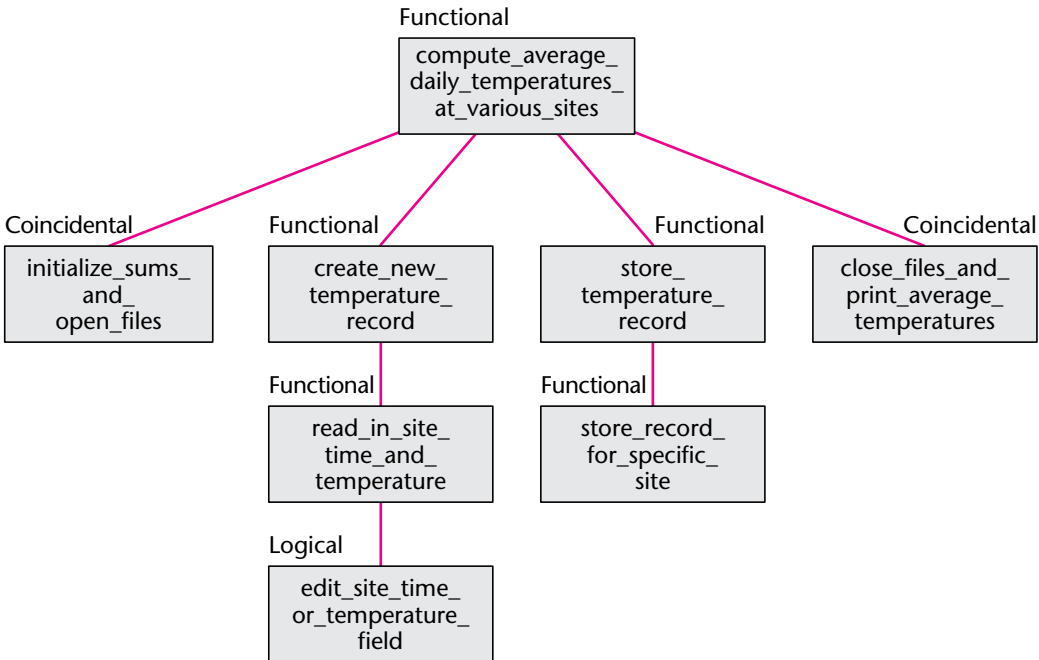 Functional
compute_average_
daily_temperatures_
at_various_sites
Coincidental
initialize_sums_
and_
open_files
Functional
create_new_
temperature_
record
Functional
store_
temperature_
record
Coincidental
close_files_and_
print_average_
temperatures
Functional
read_in_site_
time_and_
temperature
Functional
store_record_
for_specific_
site
Logical
edit_site_time_
or_temperature_
field